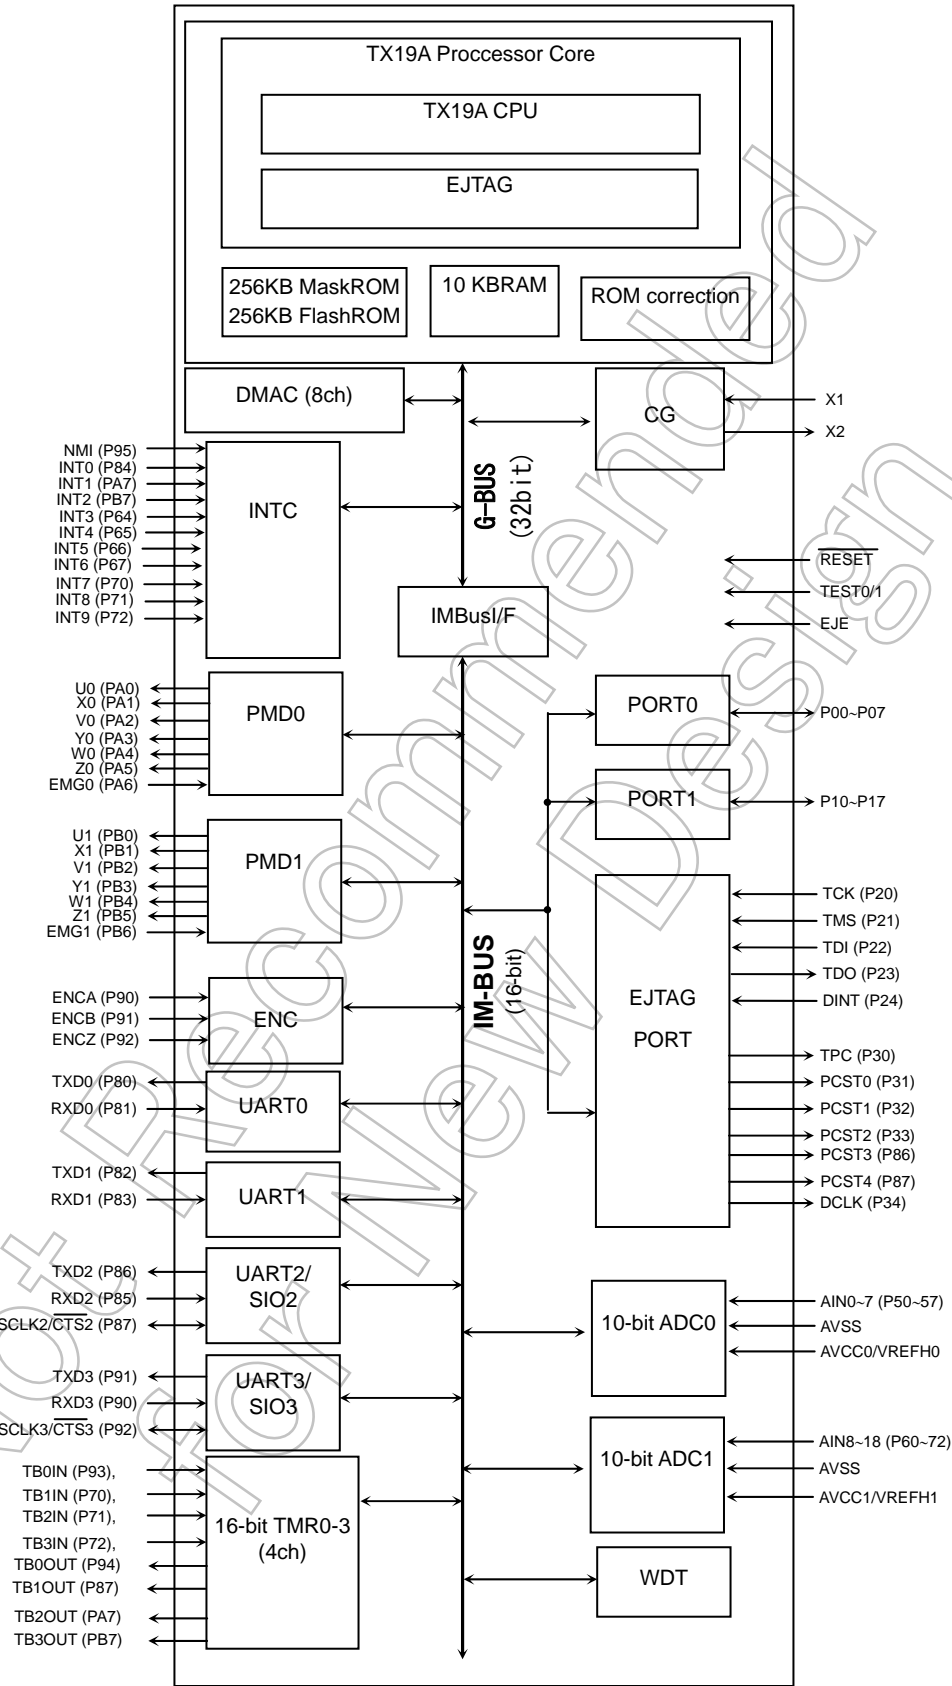 TX19A Proccessor Core
TX19A CPU
EJTAG
256KB MaskROM
256KB FlashROM
10 KBRAM
ROM correction
DMAC (8ch)
CG
X1
X2
G-BUS
(32bit)
NMI (P95)
INT0 (P84)
INT1 (PA7)
INT2 (PB7)
INT3 (P64)
INT4 (P65)
INT5 (P66)
INT6 (P67)
INT7 (P70)
INT8 (P71)
INT9 (P72)
INTC
RESET
TEST0/1
EJE
IMBusI/F
U0 (PA0)
X0 (PA1)
V0 (PA2)
Y0 (PA3)
W0 (PA4)
Z0 (PA5)
EMG0 (PA6)
PMD0
PORT0
P00~P07
PORT1
P10~P17
U1 (PB0)
X1 (PB1)
V1 (PB2)
Y1 (PB3)
W1 (PB4)
Z1 (PB5)
EMG1 (PB6)
PMD1
IM-BUS
(16-bit)
EJTAG
PORT
TCK (P20)
TMS (P21)
TDI (P22)
TDO (P23)
DINT (P24)
TPC (P30)
PCST0 (P31)
PCST1 (P32)
PCST2 (P33)
PCST3 (P86)
PCST4 (P87)
DCLK (P34)
ENCA (P90)
ENCB (P91)
ENCZ (P92)
ENC
TXD0 (P80)
RXD0 (P81)
UART0
TXD1 (P82)
RXD1 (P83)
UART1
TXD2 (P86)
RXD2 (P85)
SCLK2/CTS2 (P87)
UART2/
SIO2
10-bit ADC0
AIN0~7 (P50~57)
AVSS
AVCC0/VREFH0
TXD3 (P91)
RXD3 (P90)
SCLK3/CTS3 (P92)
UART3/
SIO3
10-bit ADC1
AIN8~18 (P60~72)
AVSS
AVCC1/VREFH1
TB0IN (P93),
TB1IN (P70),
TB2IN (P71),
TB3IN (P72),
TB0OUT (P94)
TB1OUT (P87)
TB2OUT (PA7)
TB3OUT (PB7)
16-bit TMR0-3
(4ch)
WDT
Not Recommended
for New Design